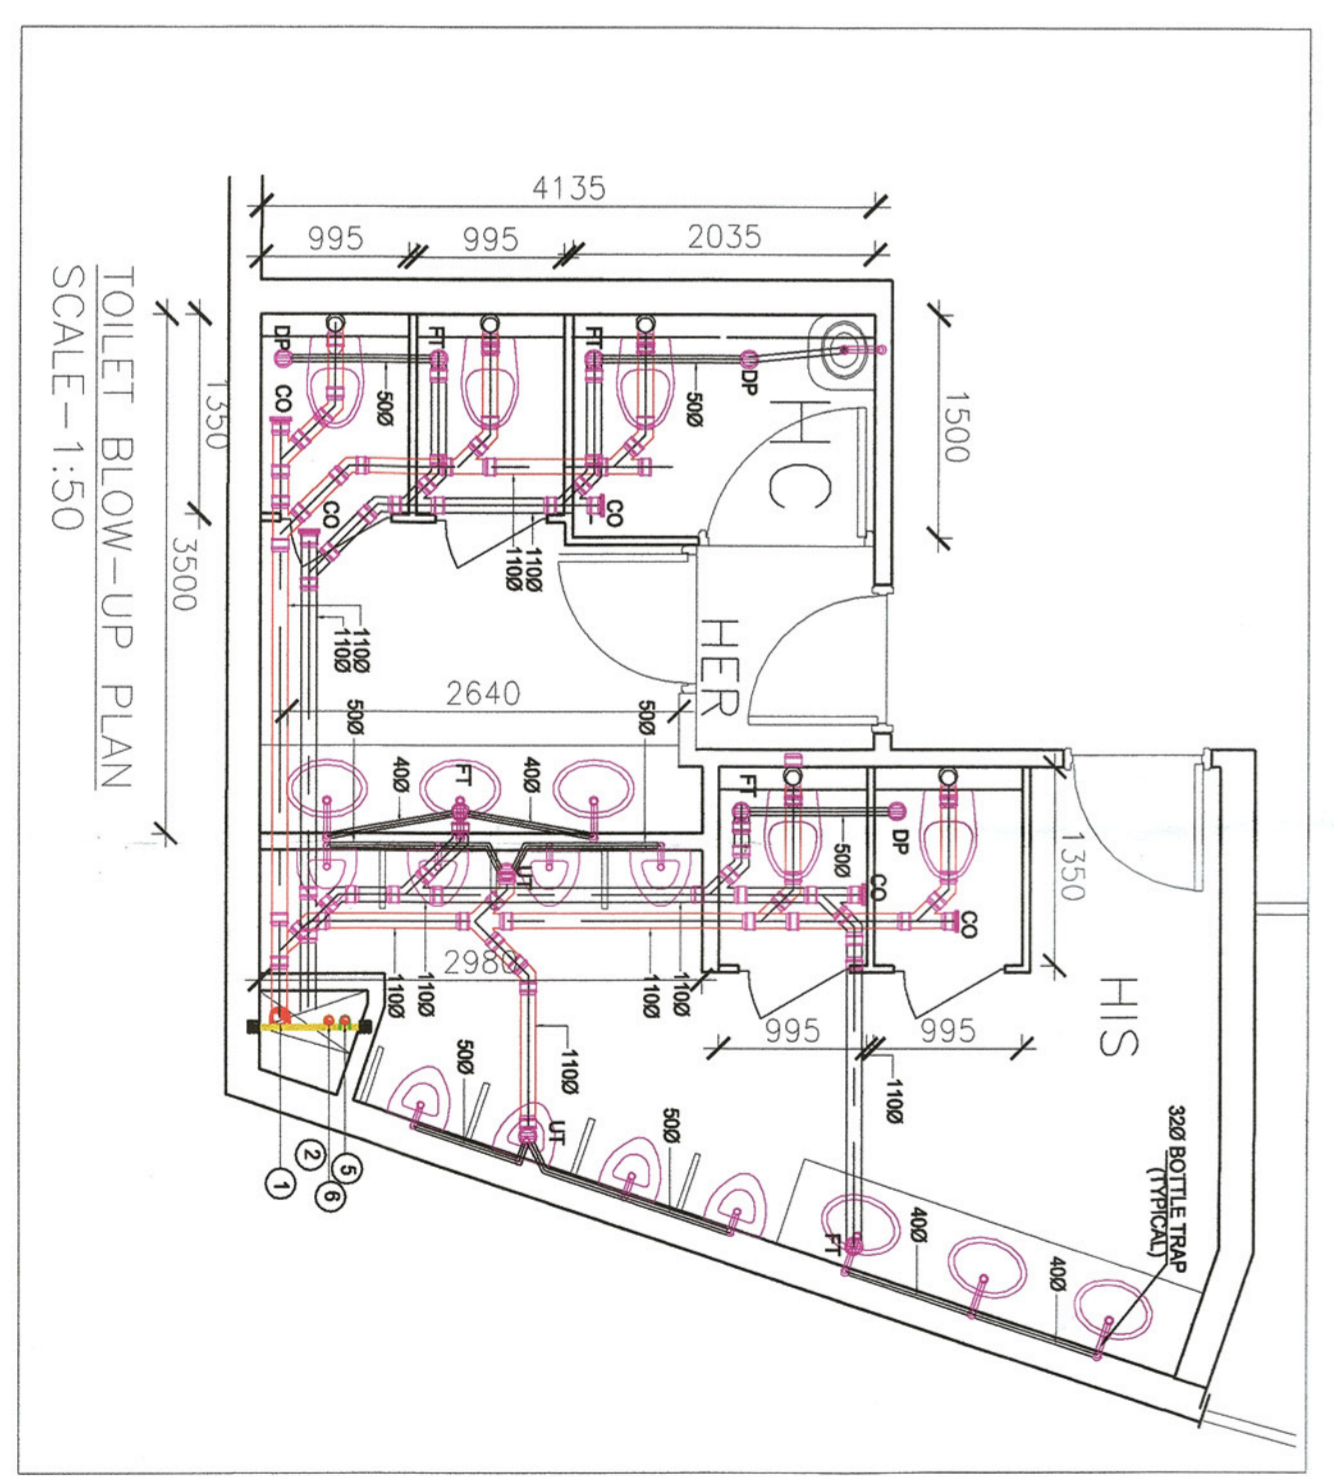 4135
995
995
2035
DP
FT
FT
DP
50Ø
50Ø
CO
CO
CO
110Ø
110Ø
110Ø
110Ø
1350
3500
1500
HC
HER
2640
50Ø
50Ø
40Ø
40Ø
FT
UT
FT
DP
50Ø
CO
CO
1350
2980
110Ø
110Ø
110Ø
110Ø
995
995
HIS
110Ø
110Ø
50Ø
50Ø
UT
FT
40Ø
40Ø
32Ø BOTTLE TRAP
(TYPICAL)
1
2
5
6
TOILET BLOW-UP PLAN
SCALE-1:50